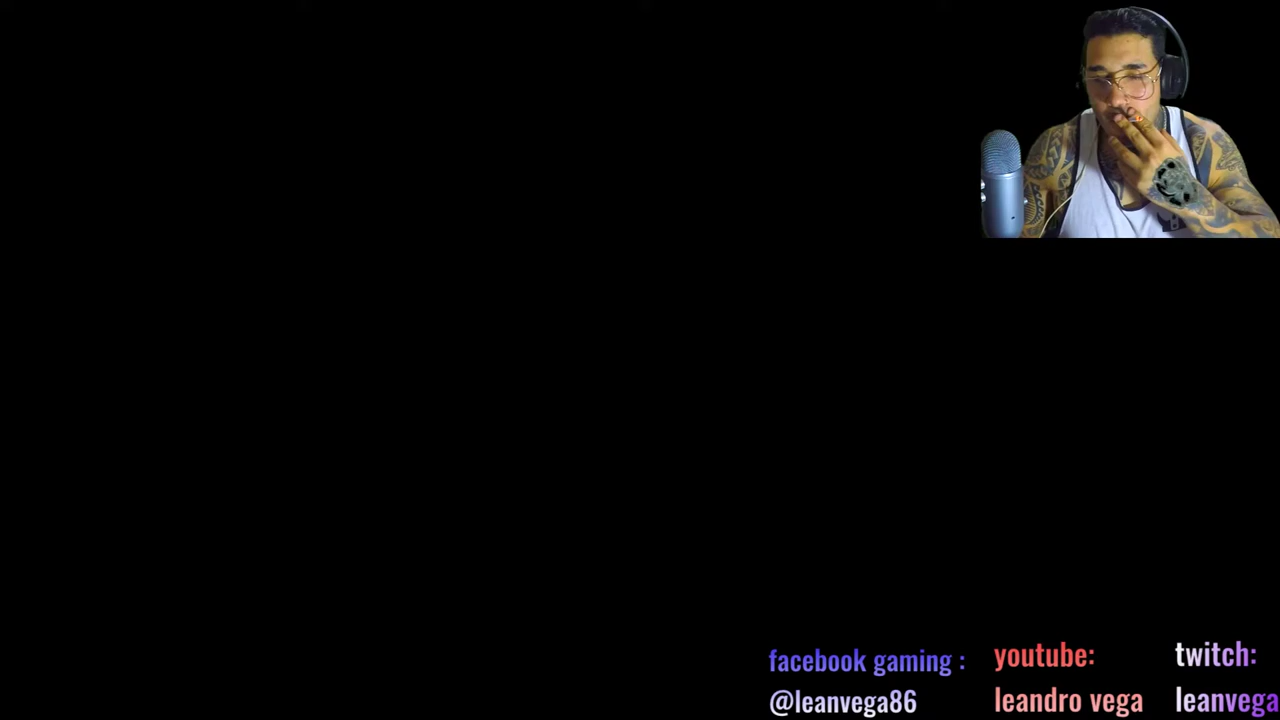 facebook gaming :
@leanvega86
youtube:
leandro vega
twitch:
leanvega